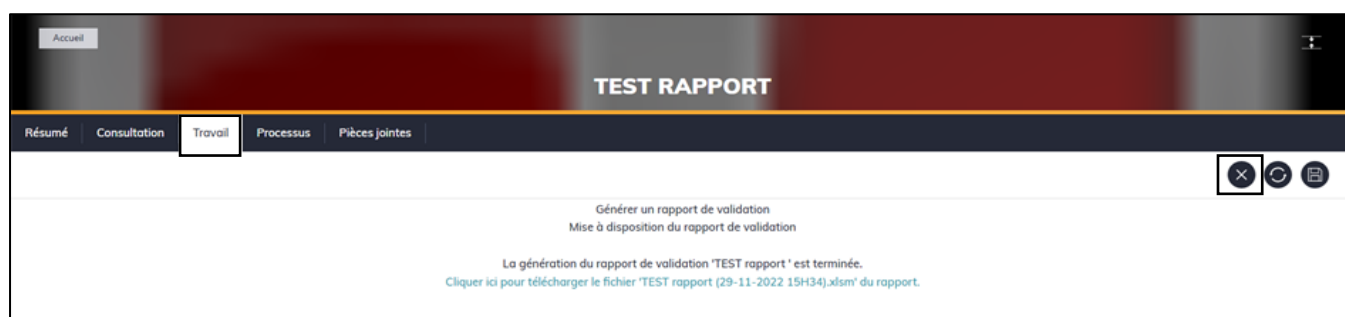 Accueil
TEST RAPPORT
Résumé Consultation Travail Processus Pièces jointes
Générer un rapport de validation
Mise à disposition du rapport de validation
La génération du rapport de validation 'TEST rapport ' est terminée.
Cliquer ici pour télécharger le fichier 'TEST rapport (29-11-2022 15H34).xlsm' du rapport.